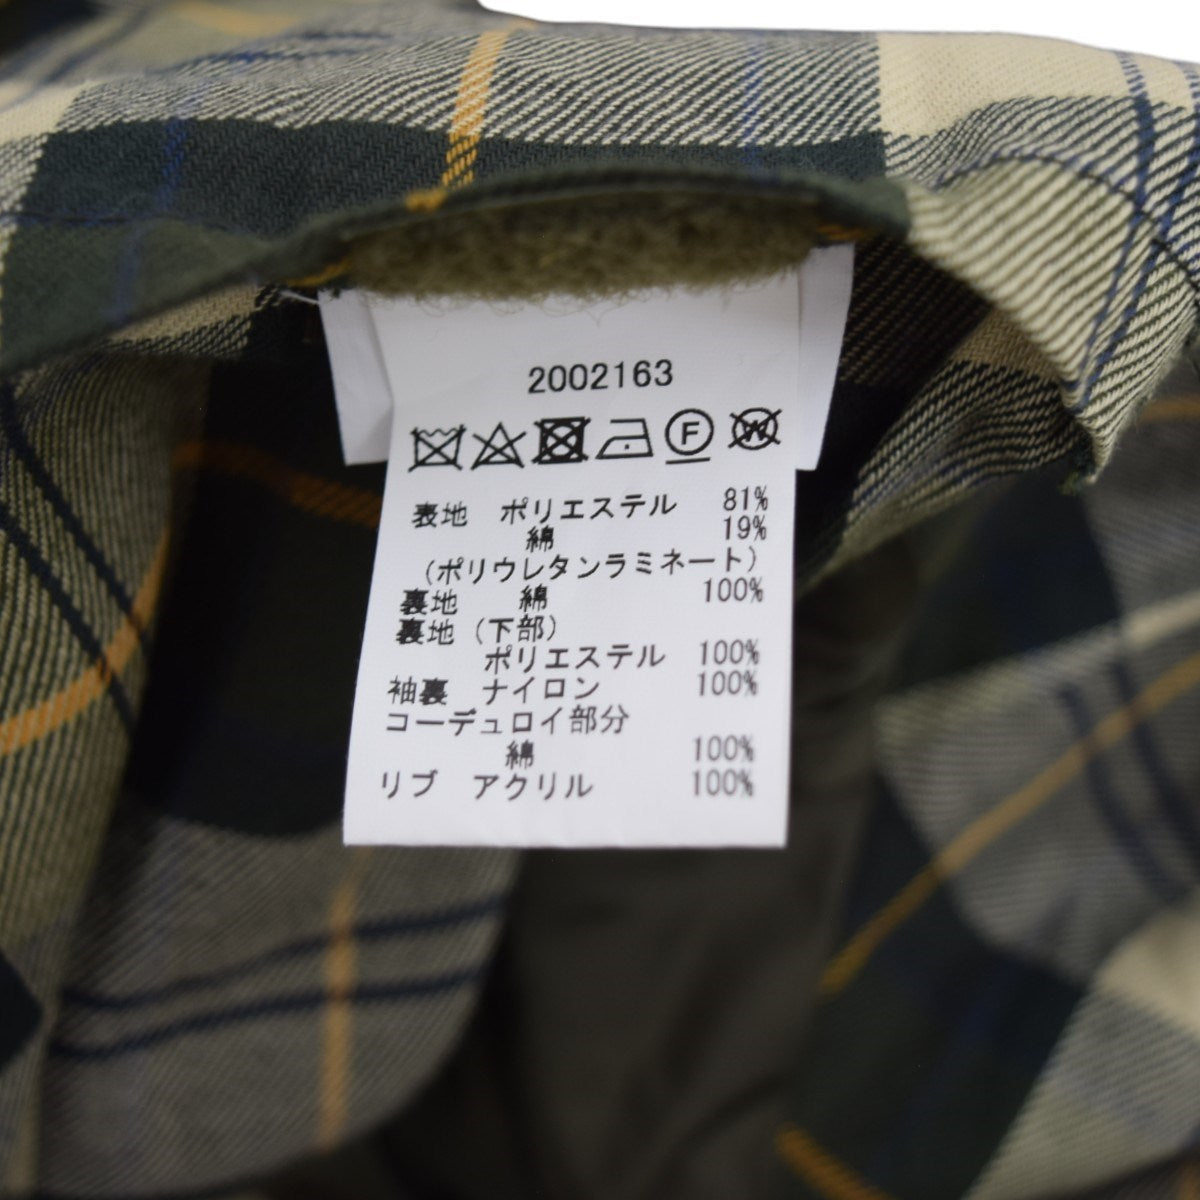 2002163
F W
表地 ポリエステル 81%
綿 19%
(ポリウレタンラミネート)
裏地 綿 100%
裏地(下部)
ポリエステル 100%
袖裏 ナイロン 100%
コーデュロイ部分
綿 100%
リブ アクリル 100%